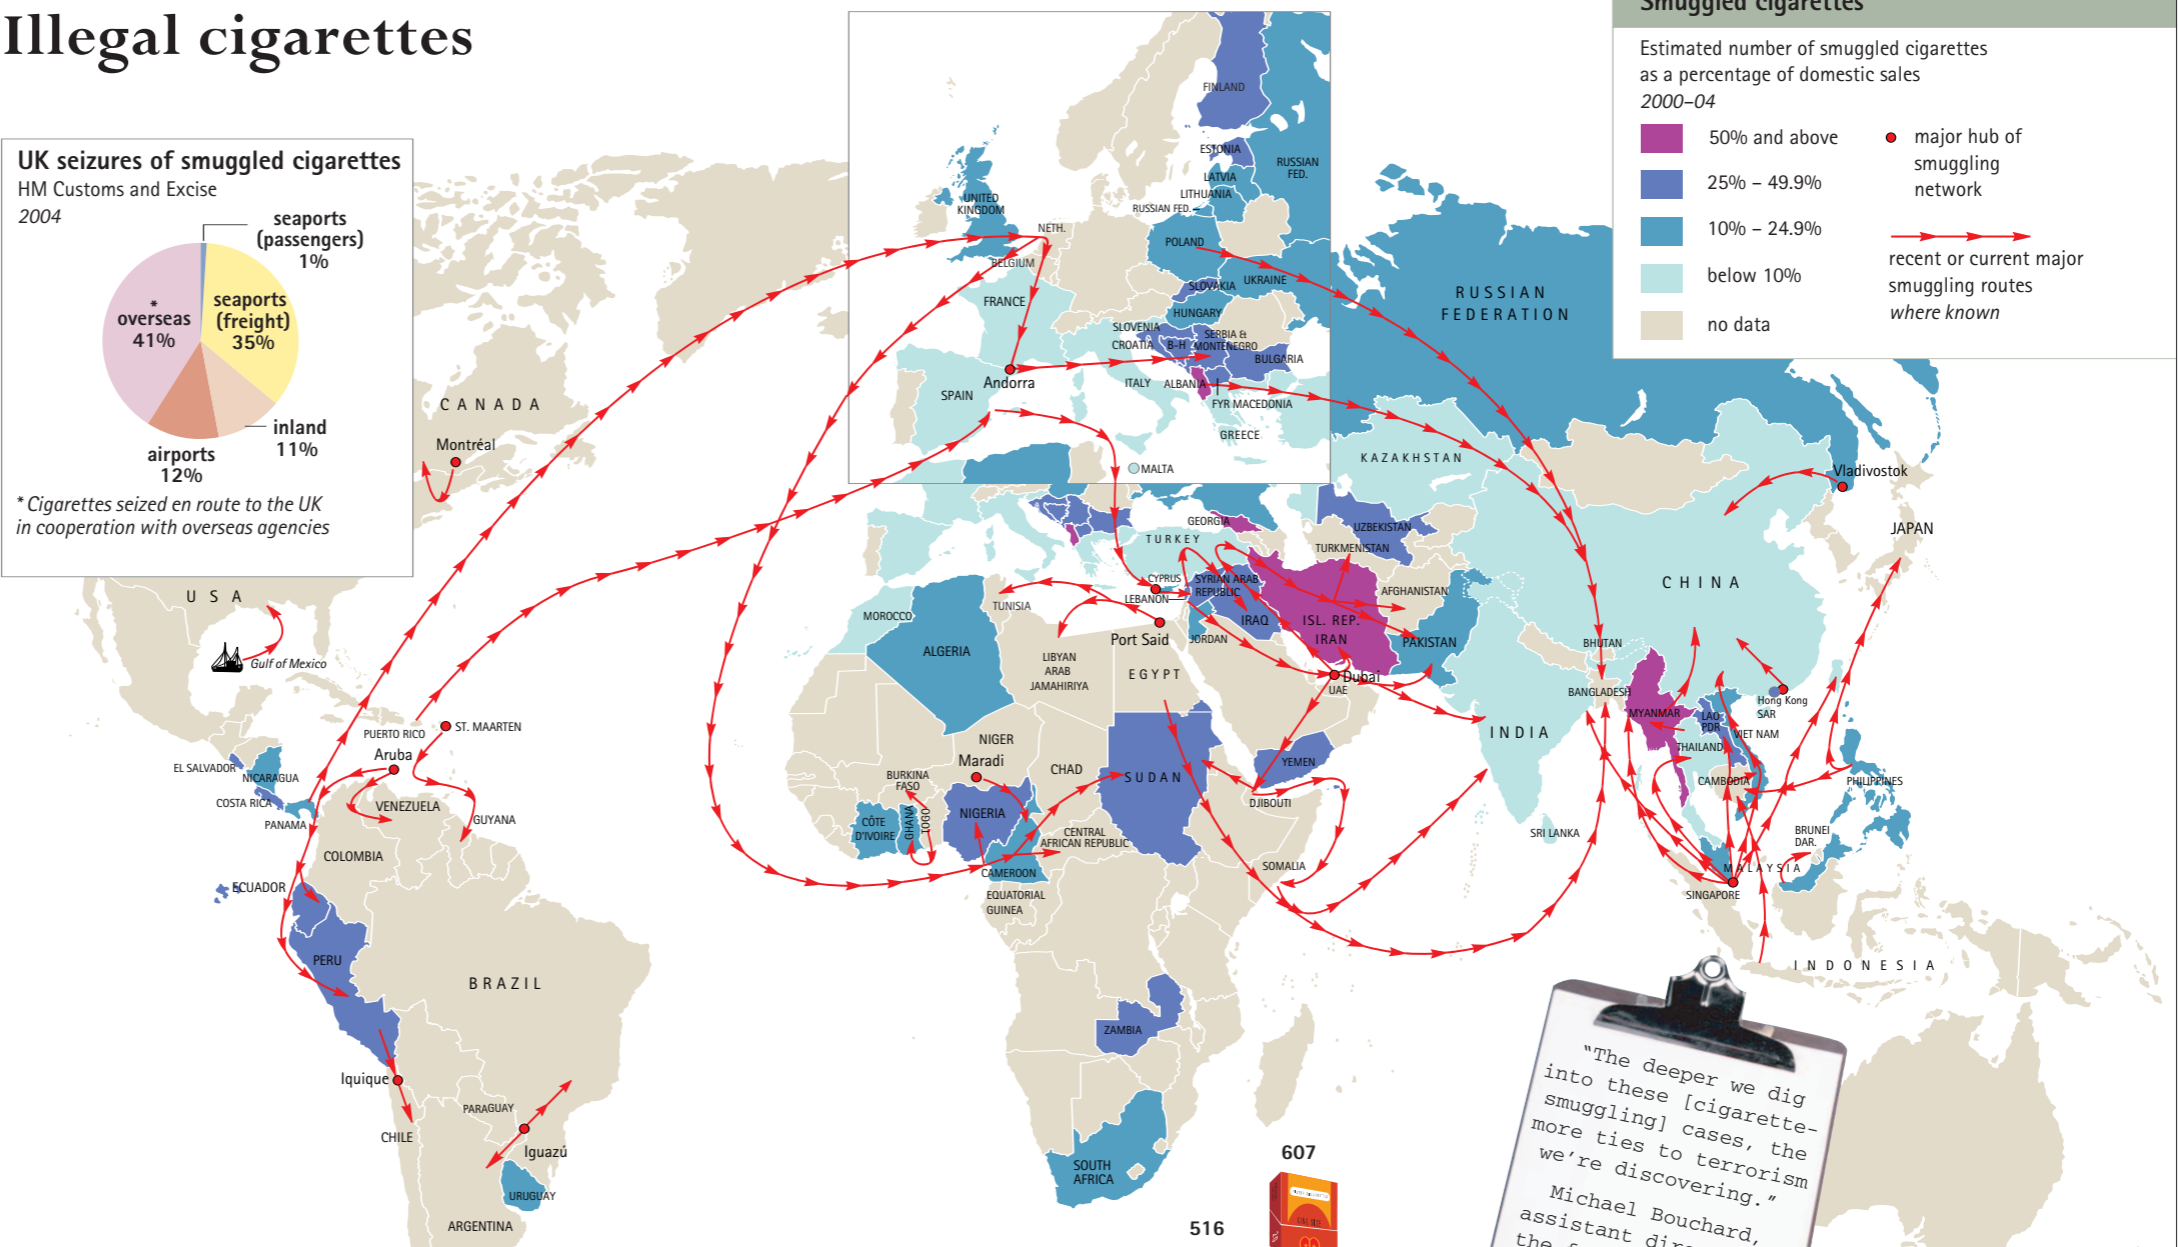 Illegal cigarettes
UK seizures of smuggled cigarettes
HM Customs and Excise
2004
seaports
(passengers)
1%
*
overseas
41%
seaports
(freight)
35%
inland
11%
airports
12%
* Cigarettes seized en route to the UK
in cooperation with overseas agencies
Smuggled cigarettes
Estimated number of smuggled cigarettes
as a percentage of domestic sales
2000–04
50% and above
25% – 49.9%
10% – 24.9%
below 10%
no data
major hub of
smuggling
network
recent or current major
smuggling routes
where known
FINLAND
ESTONIA
RUSSIAN
FED.
LATVIA
LITHUANIA
RUSSIAN FED.
UNITED
KINGDOM
NETH.
POLAND
BELGIUM
UKRAINE
SLOVAKIA
FRANCE
HUNGARY
SLOVENIA
SERBIA &
MONTENEGRO
CROATIA
B-H
BULGARIA
Andorra
ITALY
ALBANIA
SPAIN
FYR MACEDONIA
GREECE
MALTA
RUSSIAN
FEDERATION
CANADA
Montréal
KAZAKHSTAN
Vladivostok
GEORGIA
UZBEKISTAN
JAPAN
TURKEY
TURKMENISTAN
CYPRUS
SYRIAN ARAB
REPUBLIC
AFGHANISTAN
CHINA
USA
LEBANON
TUNISIA
MOROCCO
IRAQ
ISL. REP.
IRAN
Port Said
JORDAN
PAKISTAN
BHUTAN
ALGERIA
LIBYAN
ARAB
JAMAHIRIYA
Gulf of Mexico
EGYPT
Dubai
UAE
BANGLADESH
Hong Kong
SAR
MYANMAR
LAO
PDR
PUERTO RICO
ST. MAARTEN
INDIA
VIET NAM
THAILAND
NIGER
Aruba
Maradi
CHAD
EL SALVADOR
NICARAGUA
BURKINA
FASO
SUDAN
YEMEN
CAMBODIA
PHILIPPINES
COSTA RICA
VENEZUELA
DJIBOUTI
PANAMA
GUYANA
CÔTE
D'IVOIRE
GHANA
TOGO
NIGERIA
CENTRAL
AFRICAN REPUBLIC
SRI LANKA
BRUNEI
DAR.
COLOMBIA
CAMEROON
SOMALIA
MALAYSIA
ECUADOR
EQUATORIAL
GUINEA
SINGAPORE
PERU
BRAZIL
INDONESIA
ZAMBIA
Iquique
PARAGUAY
CHILE
Iguazú
SOUTH
AFRICA
URUGUAY
ARGENTINA
607
516
"The deeper we dig
into these [cigarette-
smuggling] cases, the
more ties to terrorism
we're discovering."
Michael Bouchard,
assistant
the